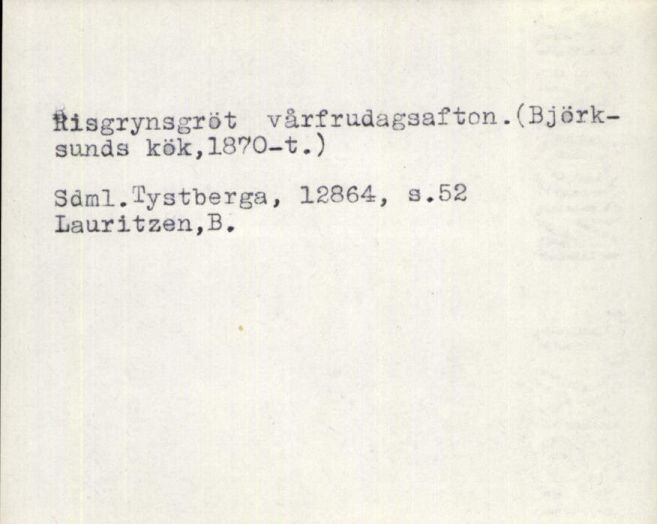 Risgrynsgröt vårfrudagsafton.(Björk-
sunds kök,1870-t.)
Sdml.Tystberga, 12864, s.52
Lauritzen,B.